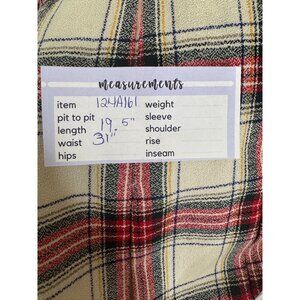 measurements
item 124A161 weight
pit to pit sleeve
length 19.5" shoulder
waist 31" rise
hips inseam